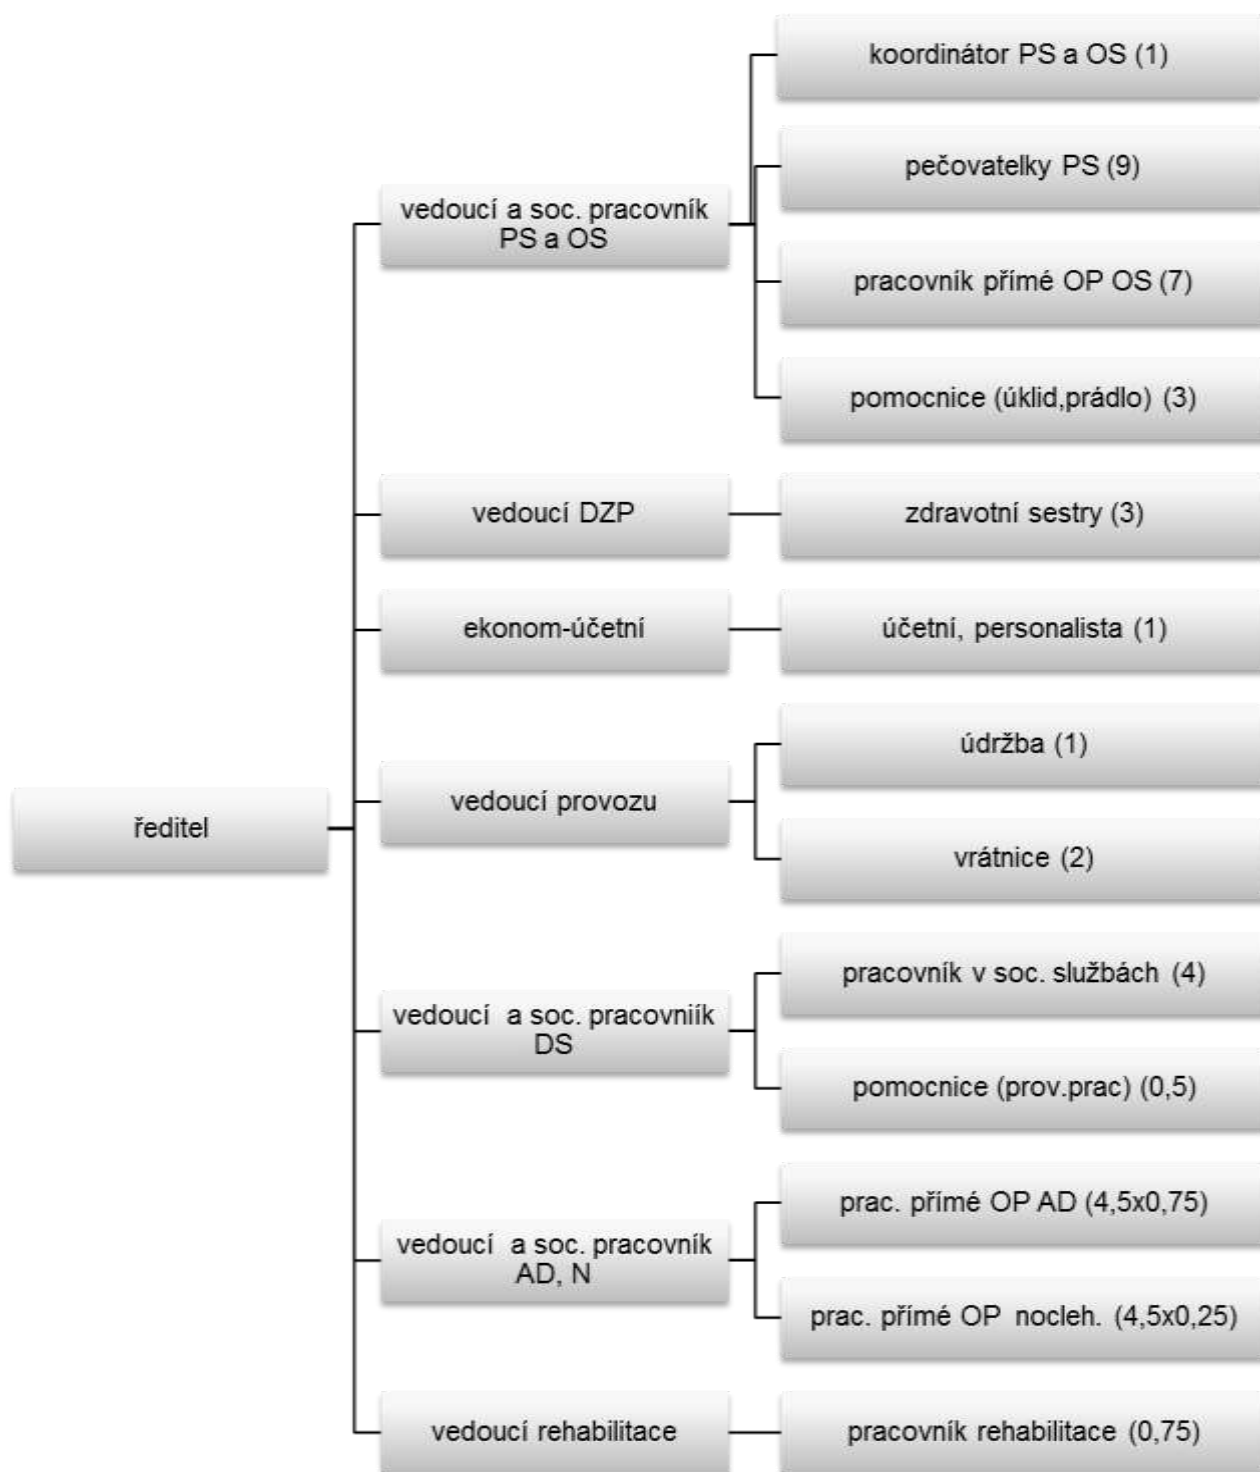 koordinátor PS a OS (1)
pečovatelky PS (9)
vedoucí a soc. pracovník
PS a OS
pracovník přímé OP OS (7)
pomocnice (úklid,prádlo) (3)
vedoucí DZP
zdravotní sestry (3)
ekonom-účetní
účetní, personalista (1)
údržba (1)
vedoucí provozu
ředitel
vrátnice (2)
pracovník v soc. službách (4)
vedoucí a soc. pracovniík
DS
pomocnice (prov.prac) (0,5)
prac. přímé OP AD (4,5x0,75)
vedoucí a soc. pracovník
AD, N
prac. přímé OP nocleh. (4,5x0,25)
vedoucí rehabilitace
pracovník rehabilitace (0,75)